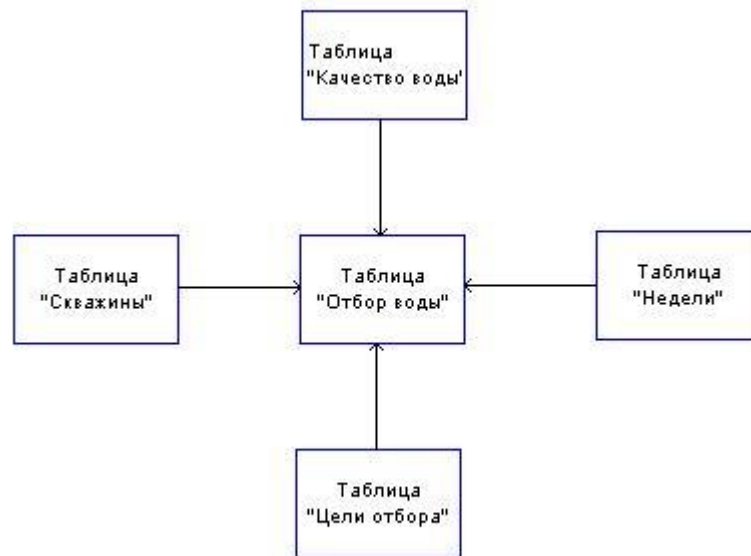 Таблица
"Качество воды"
Таблица
"Скважины"
Таблица
"Отбор воды"
Таблица
"Недели"
Таблица
"Цели отбора"